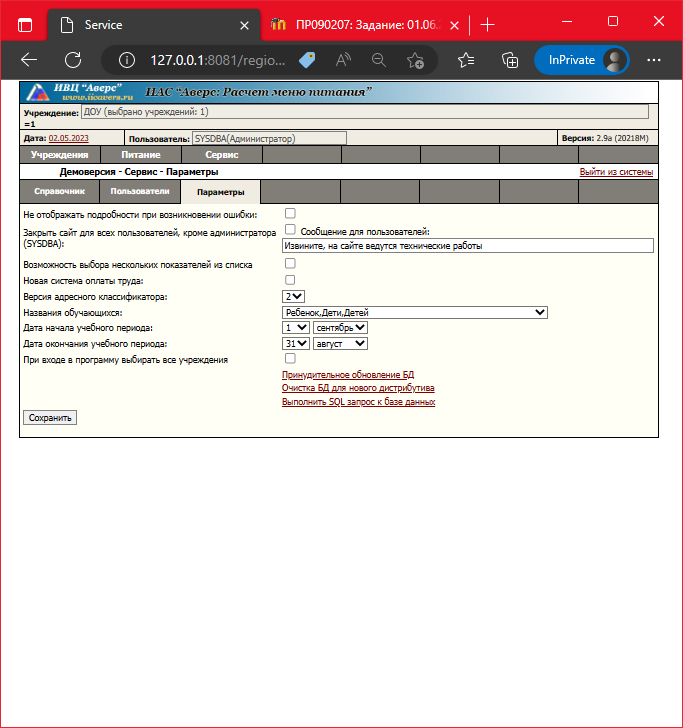 Service
ПР090207: Задание: 01.06.
127.0.0.1:8081/regio...
InPrivate
ИВЦ “Аверс”
www.iicavers.ru
ИАС “Аверс: Расчет меню питания”
Учреждение: ДОУ (выбрано учреждений: 1)
=1
Дата: 02.05.2023 Пользователь: SYSDBA(Администратор) Версия: 2.9a (20218M)
Учреждения Питание Сервис
Демоверсия - Сервис - Параметры Выйти из системы
Справочник Пользователи Параметры
Не отображать подробности при возникновении ошибки:
Закрыть сайт для всех пользователей, кроме администратора (SYSDBA): Сообщение для пользователей:
Извините, на сайте ведутся технические работы
Возможность выбора нескольких показателей из списка
Новая система оплаты труда:
Версия адресного классификатора: 2
Названия обучающихся: Ребенок,Дети,Детей
Дата начала учебного периода: 1 сентябрь
Дата окончания учебного периода: 31 август
При входе в программу выбирать все учреждения
Принудительное обновление БД
Очистка БД для нового дистрибутива
Выполнить SQL запрос к базе данных
Сохранить